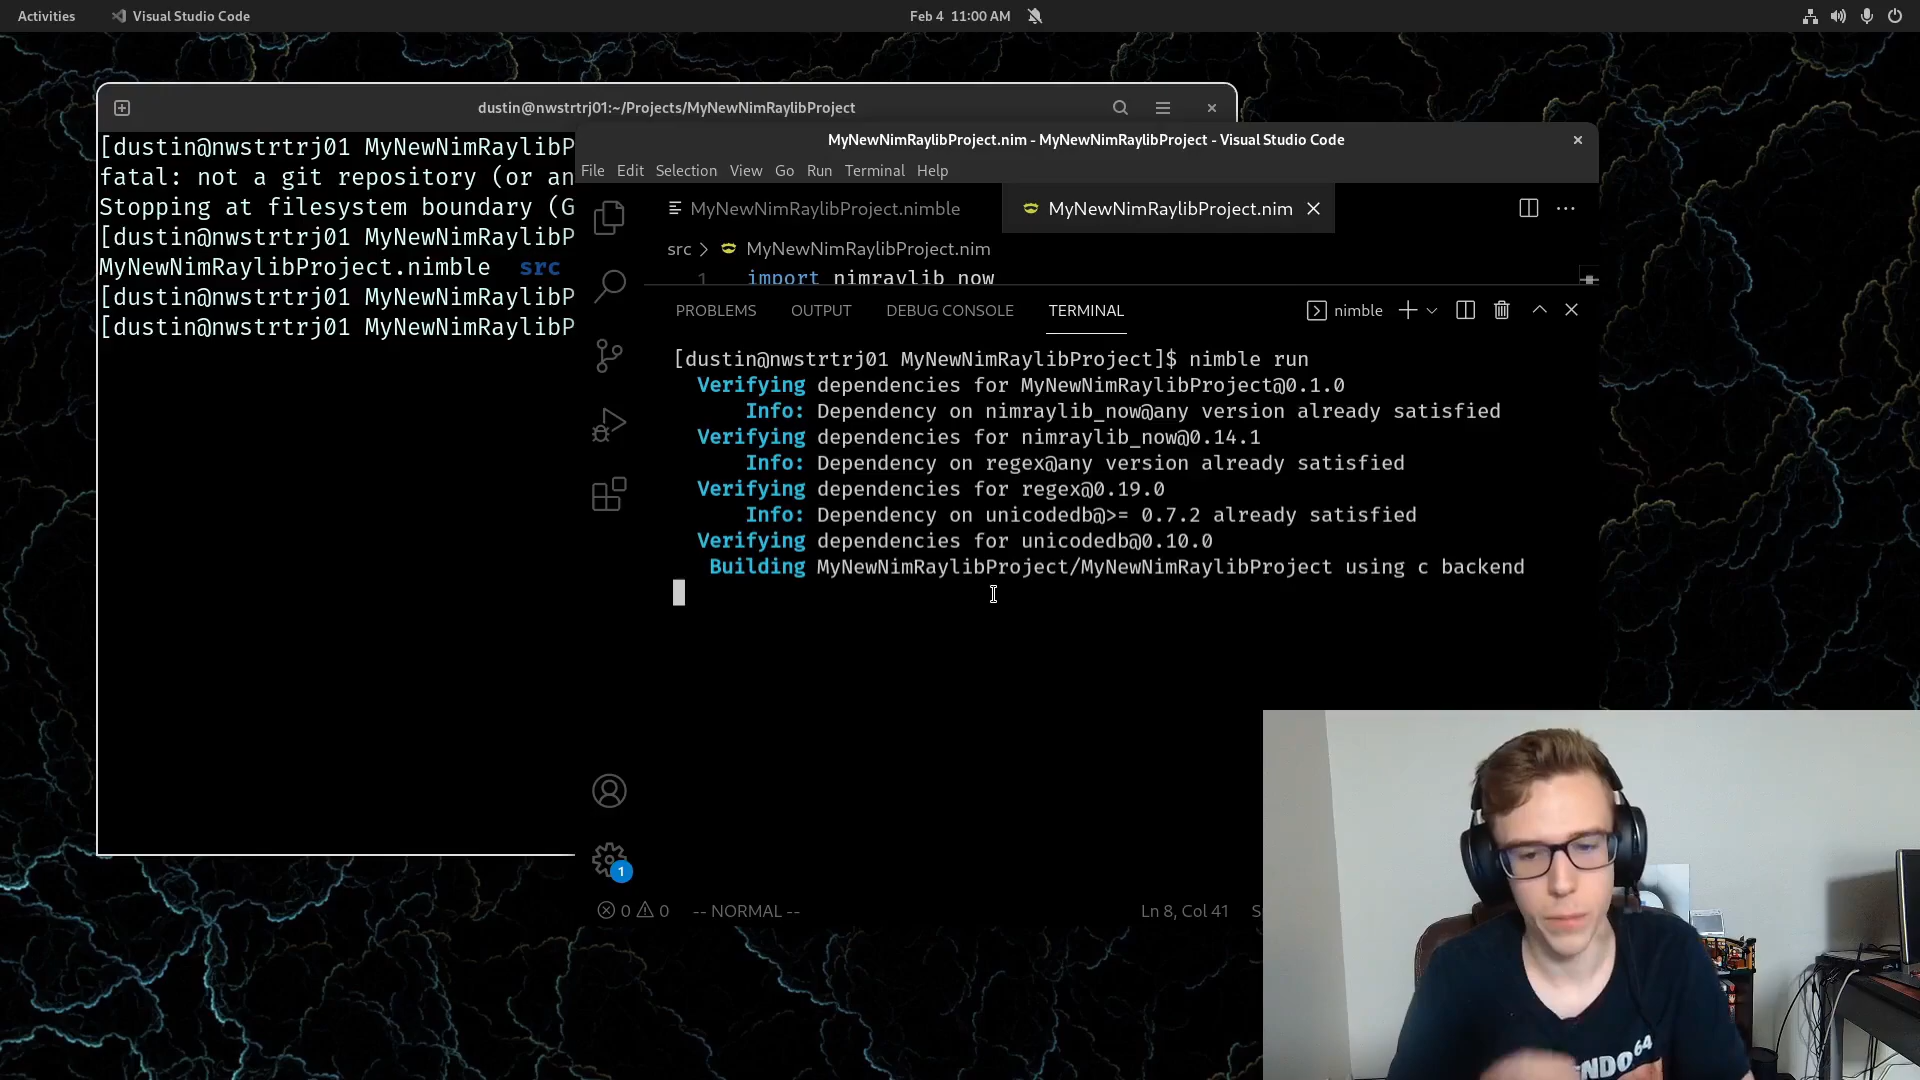 Activities
Visual Studio Code
Feb 4 11:00 AM
dustin@nwstrtrj01:~/Projects/MyNewNimRaylibProject
[dustin@nwstrtrj01 MyNewNimRaylibP
fatal: not a git repository (or an
Stopping at filesystem boundary (G
[dustin@nwstrtrj01 MyNewNimRaylibP
MyNewNimRaylibProject.nimble src
[dustin@nwstrtrj01 MyNewNimRaylibP
[dustin@nwstrtrj01 MyNewNimRaylibP
MyNewNimRaylibProject.nim - MyNewNimRaylibProject - Visual Studio Code
File Edit Selection View Go Run Terminal Help
MyNewNimRaylibProject.nimble MyNewNimRaylibProject.nim
src > MyNewNimRaylibProject.nim
1 import nimraylib_now
PROBLEMS OUTPUT DEBUG CONSOLE TERMINAL nimble
[dustin@nwstrtrj01 MyNewNimRaylibProject]$ nimble run
Verifying dependencies for MyNewNimRaylibProject@0.1.0
Info: Dependency on nimraylib_now@any version already satisfied
Verifying dependencies for nimraylib_now@0.14.1
Info: Dependency on regex@any version already satisfied
Verifying dependencies for regex@0.19.0
Info: Dependency on unicodedb@>= 0.7.2 already satisfied
Verifying dependencies for unicodedb@0.10.0
Building MyNewNimRaylibProject/MyNewNimRaylibProject using c backend
1
0 0 -- NORMAL -- Ln 8, Col 41 S
NDO64